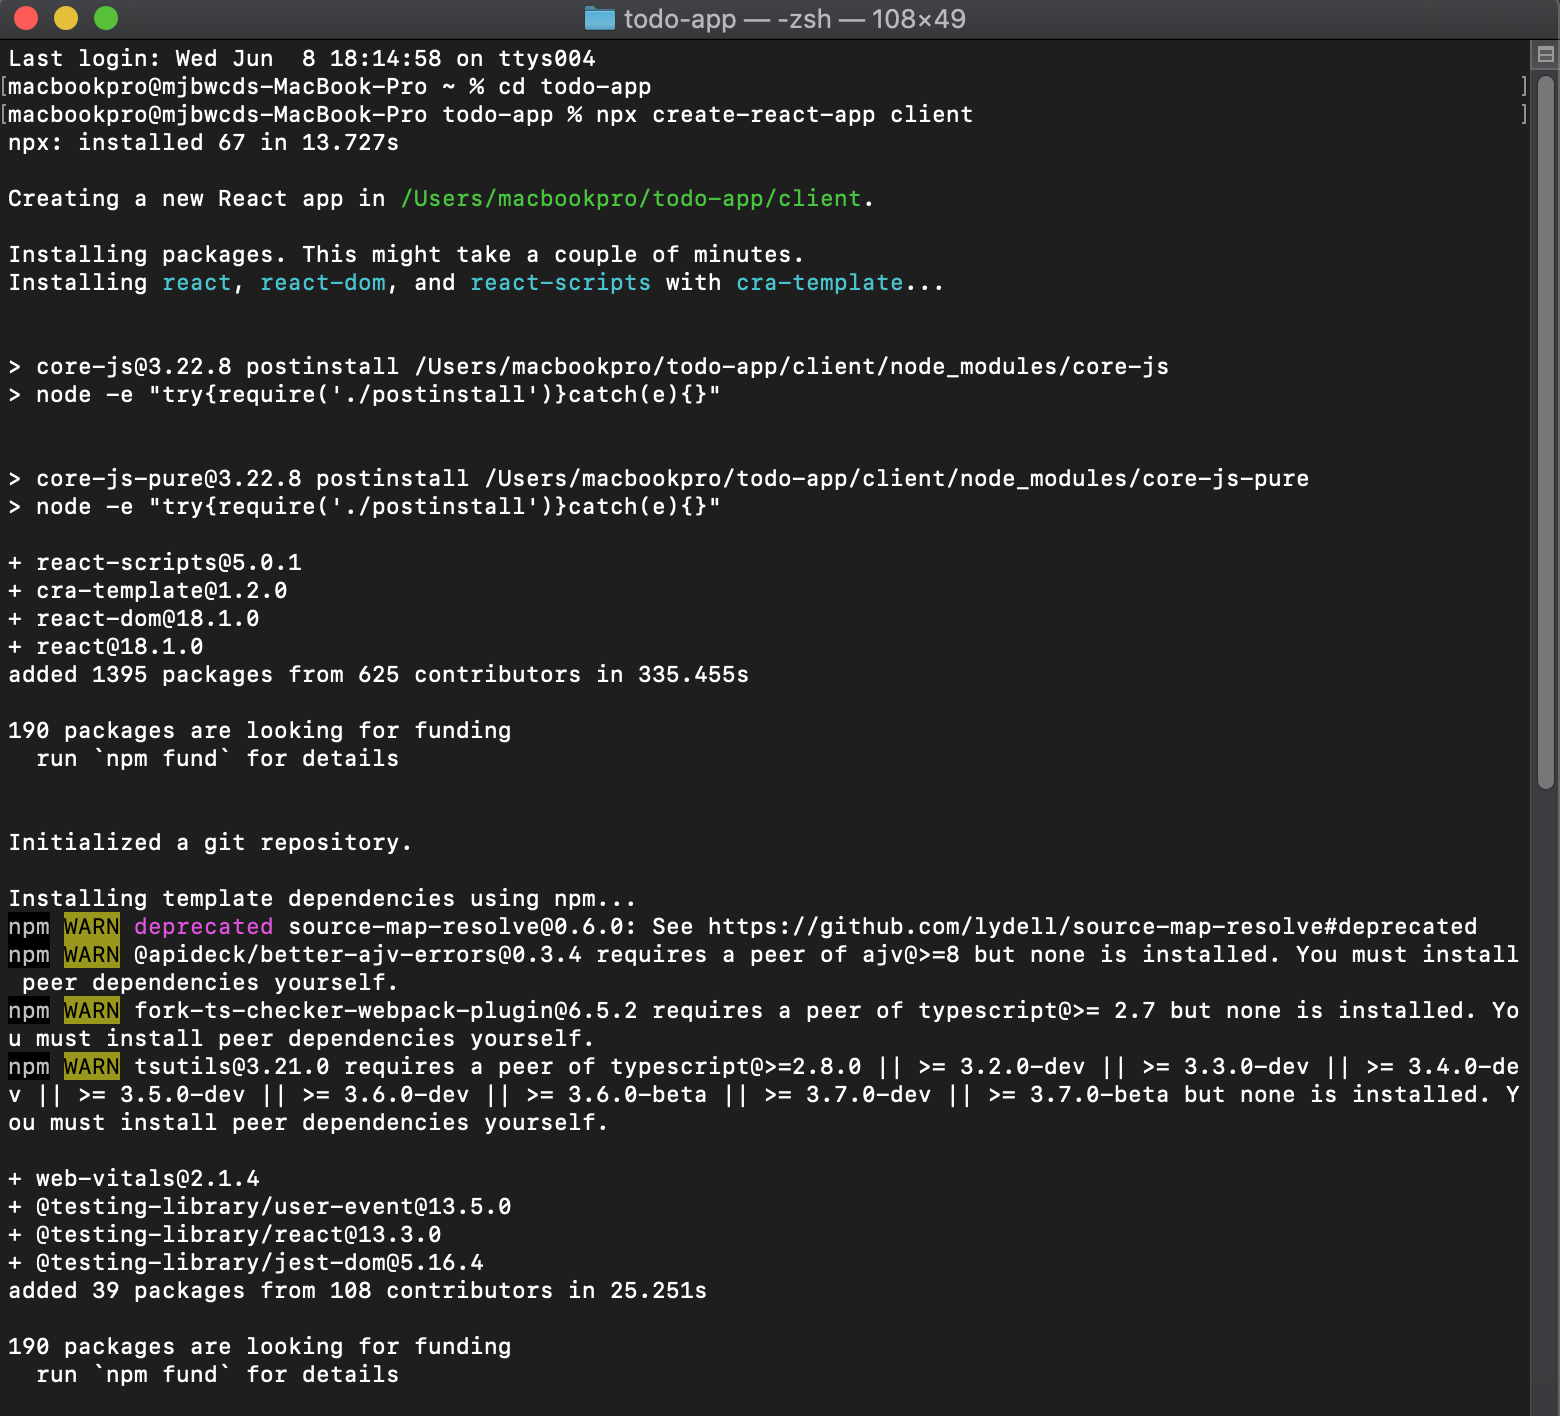 todo-app — -zsh — 108×49
Last login: Wed Jun  8 18:14:58 on ttys004
[macbookpro@mjbwcds-MacBook-Pro ~ % cd todo-app ]
[macbookpro@mjbwcds-MacBook-Pro todo-app % npx create-react-app client ]
npx: installed 67 in 13.727s
Creating a new React app in /Users/macbookpro/todo-app/client.
Installing packages. This might take a couple of minutes.
Installing react, react-dom, and react-scripts with cra-template...
> core-js@3.22.8 postinstall /Users/macbookpro/todo-app/client/node_modules/core-js
> node -e "try{require('./postinstall')}catch(e){}"
> core-js-pure@3.22.8 postinstall /Users/macbookpro/todo-app/client/node_modules/core-js-pure
> node -e "try{require('./postinstall')}catch(e){}"
+ react-scripts@5.0.1
+ cra-template@1.2.0
+ react-dom@18.1.0
+ react@18.1.0
added 1395 packages from 625 contributors in 335.455s
190 packages are looking for funding
  run `npm fund` for details
Initialized a git repository.
Installing template dependencies using npm...
npm WARN deprecated source-map-resolve@0.6.0: See https://github.com/lydell/source-map-resolve#deprecated
npm WARN @apideck/better-ajv-errors@0.3.4 requires a peer of ajv@>=8 but none is installed. You must install
 peer dependencies yourself.
npm WARN fork-ts-checker-webpack-plugin@6.5.2 requires a peer of typescript@>= 2.7 but none is installed. Yo
u must install peer dependencies yourself.
npm WARN tsutils@3.21.0 requires a peer of typescript@>=2.8.0 || >= 3.2.0-dev || >= 3.3.0-dev || >= 3.4.0-de
v || >= 3.5.0-dev || >= 3.6.0-dev || >= 3.6.0-beta || >= 3.7.0-dev || >= 3.7.0-beta but none is installed. Y
ou must install peer dependencies yourself.
+ web-vitals@2.1.4
+ @testing-library/user-event@13.5.0
+ @testing-library/react@13.3.0
+ @testing-library/jest-dom@5.16.4
added 39 packages from 108 contributors in 25.251s
190 packages are looking for funding
  run `npm fund` for details